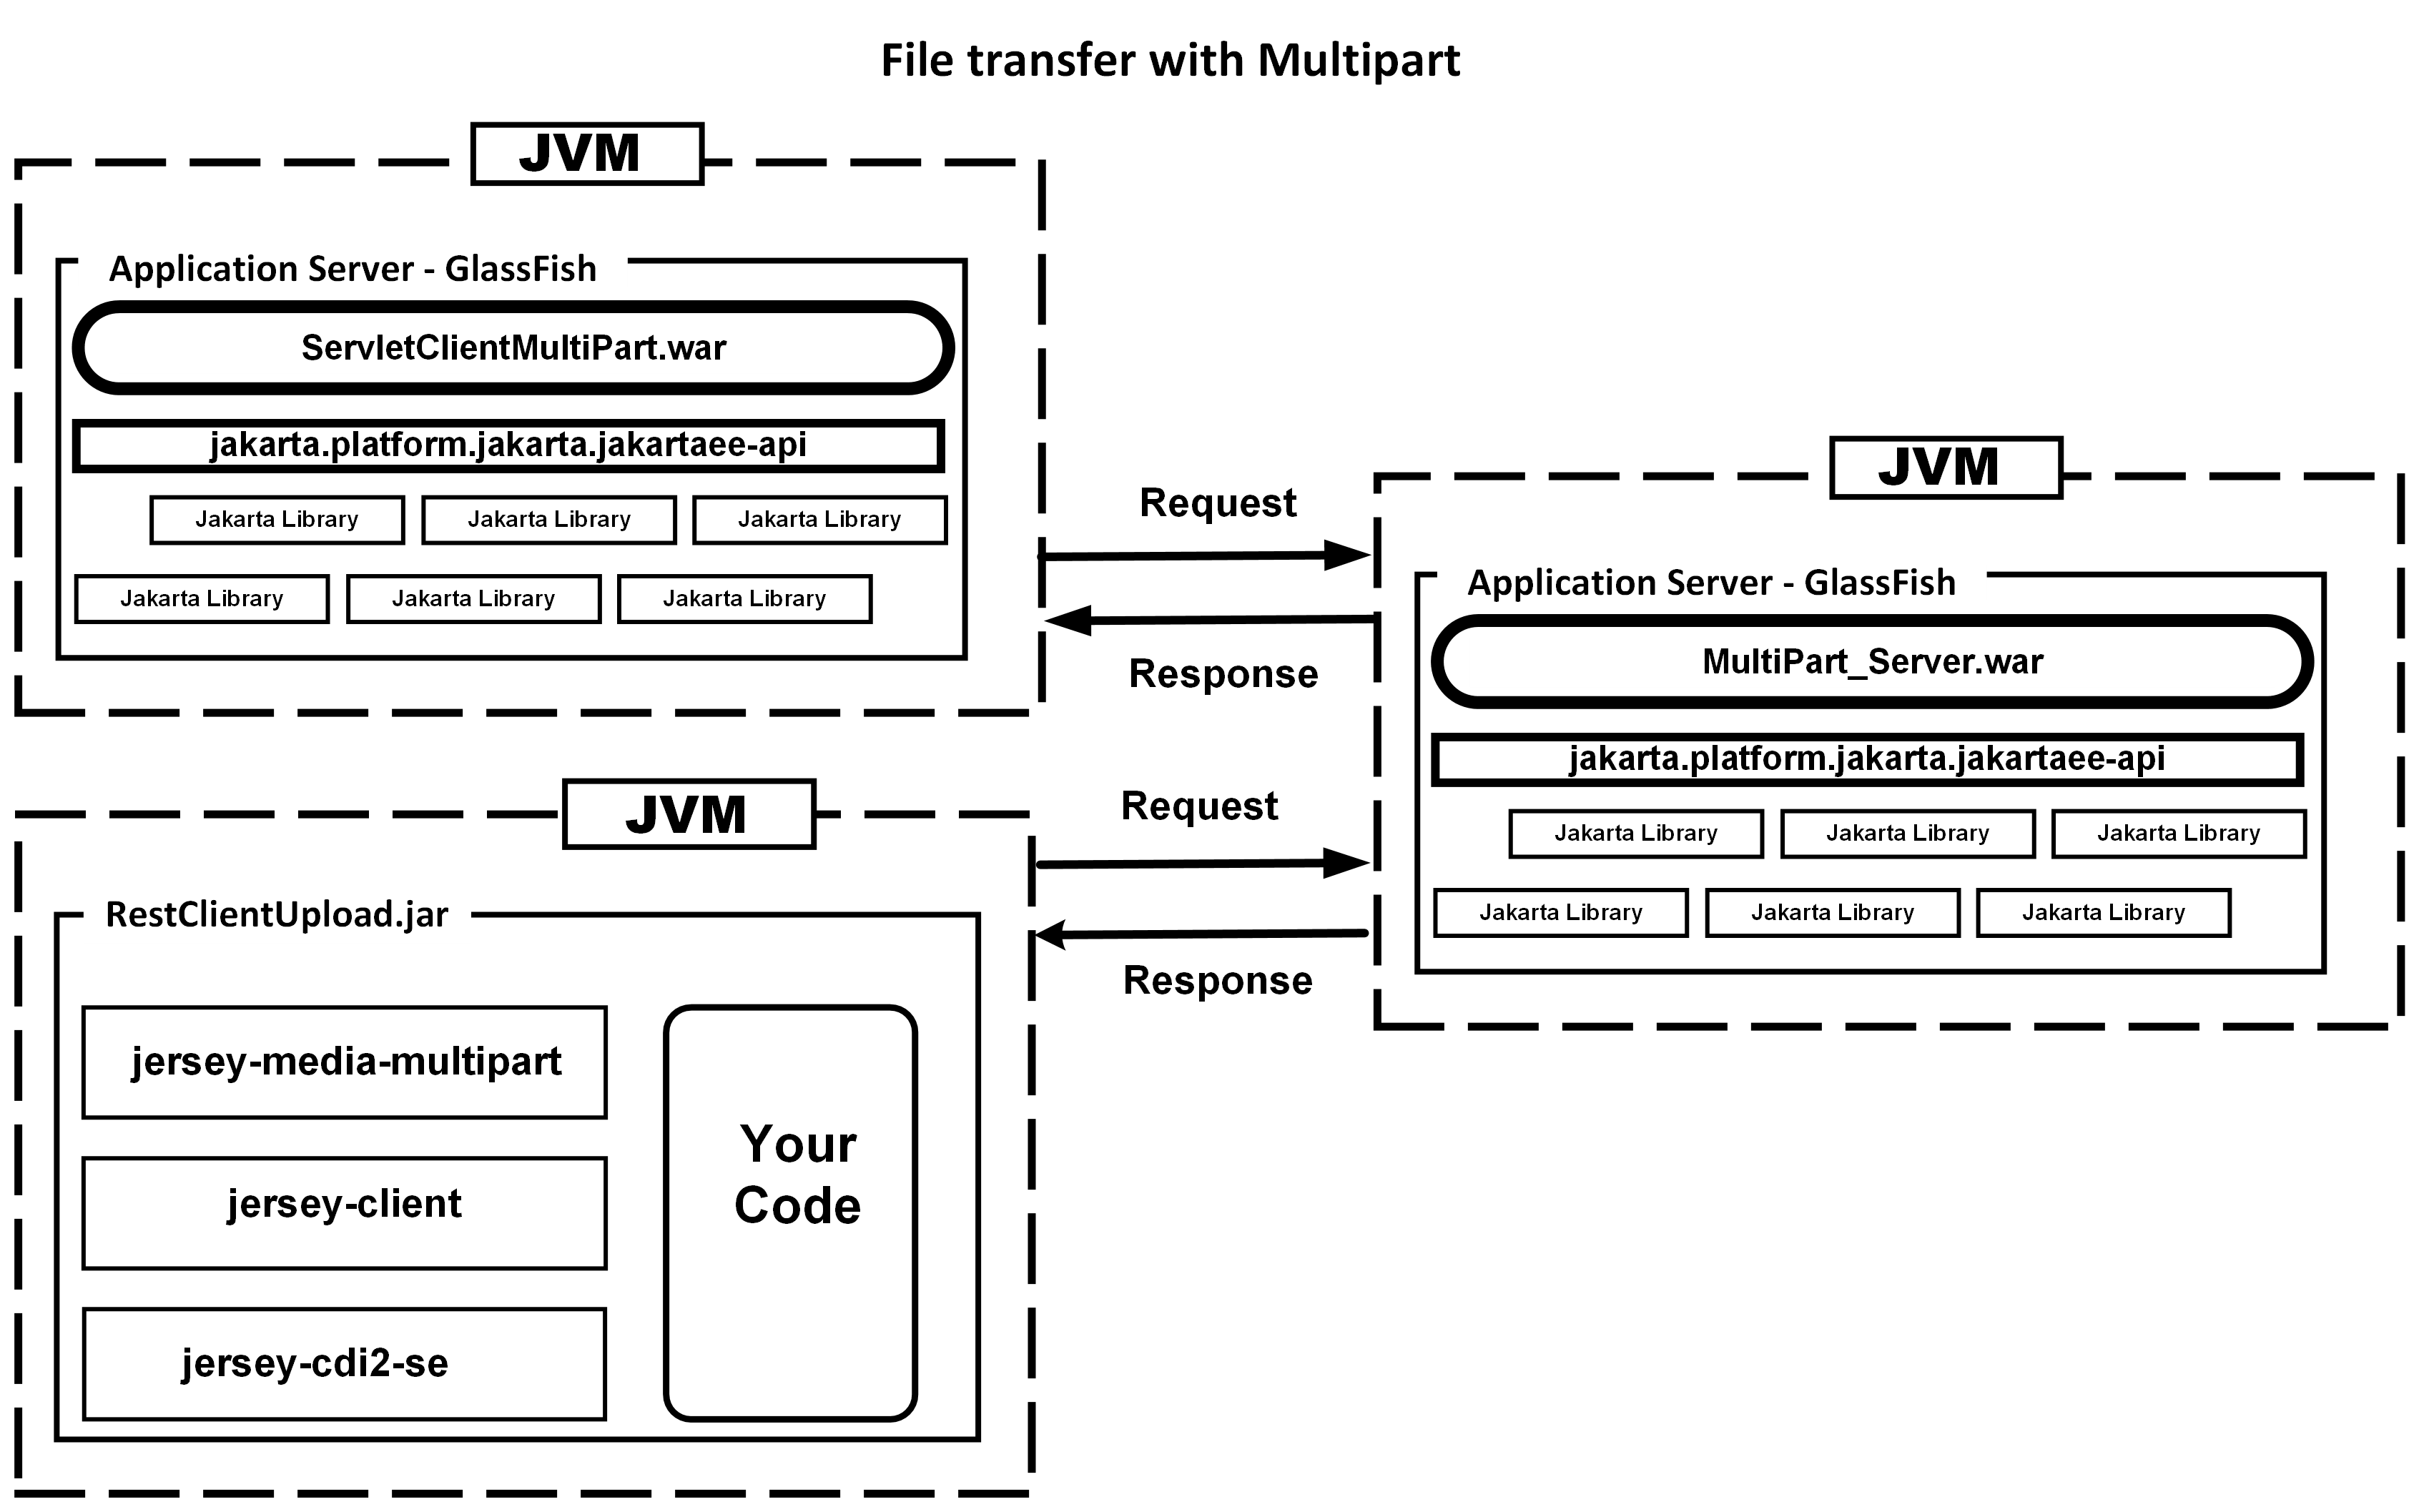 File transfer with Multipart
JVM
Application Server - GlassFish
ServletClientMultiPart.war
jakarta.platform.jakarta.jakartaee-api
Jakarta Library
Jakarta Library
Jakarta Library
Jakarta Library
Jakarta Library
Jakarta Library
Request
Response
JVM
Application Server - GlassFish
MultiPart_Server.war
jakarta.platform.jakarta.jakartaee-api
Jakarta Library
Jakarta Library
Jakarta Library
Jakarta Library
Jakarta Library
Jakarta Library
JVM
Request
Response
RestClientUpload.jar
jersey-media-multipart
jersey-client
jersey-cdi2-se
Your
Code